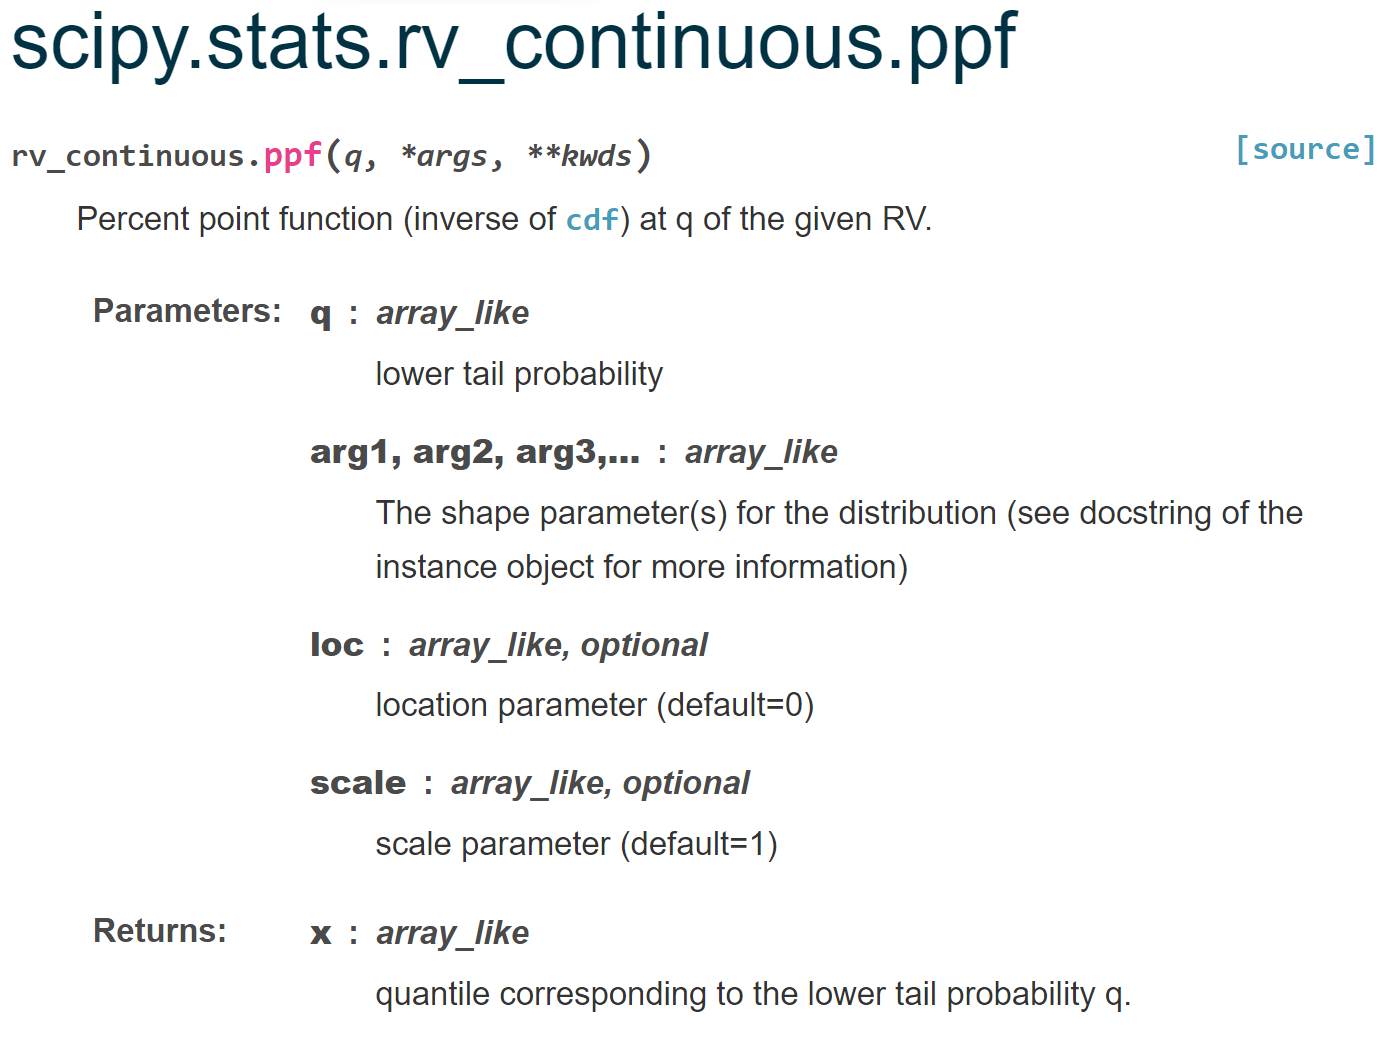 scipy.stats.rv_continuous.ppf
rv_continuous.ppf(q, *args, **kwds) [source]
Percent point function (inverse of cdf) at q of the given RV.
Parameters: q : array_like
lower tail probability
arg1, arg2, arg3,... : array_like
The shape parameter(s) for the distribution (see docstring of the
instance object for more information)
loc : array_like, optional
location parameter (default=0)
scale : array_like, optional
scale parameter (default=1)
Returns: x : array_like
quantile corresponding to the lower tail probability q.